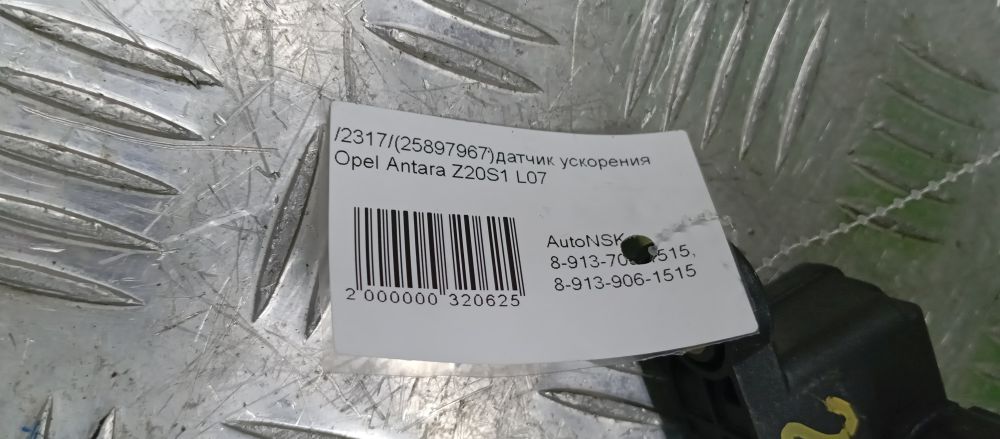 /2317/(25897967)датчик ускорения
Opel Antara Z20S1 L07
AutoNSK
8-913-906-1515
2 000000 320625